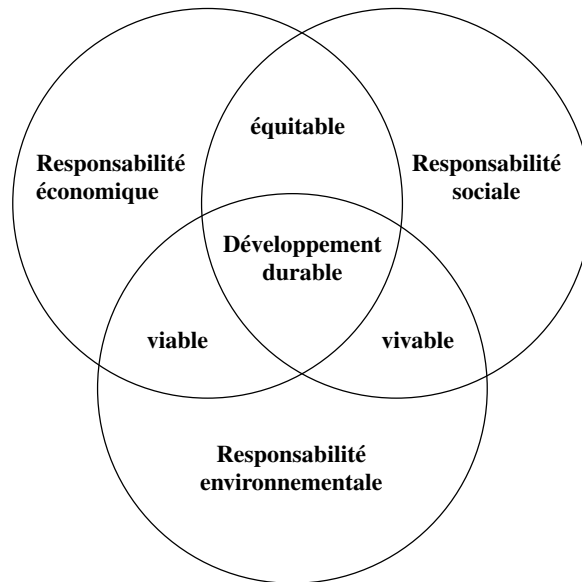 équitable
Responsabilité
économique
Responsabilité
sociale
Développement
durable
viable
vivable
Responsabilité
environnementale